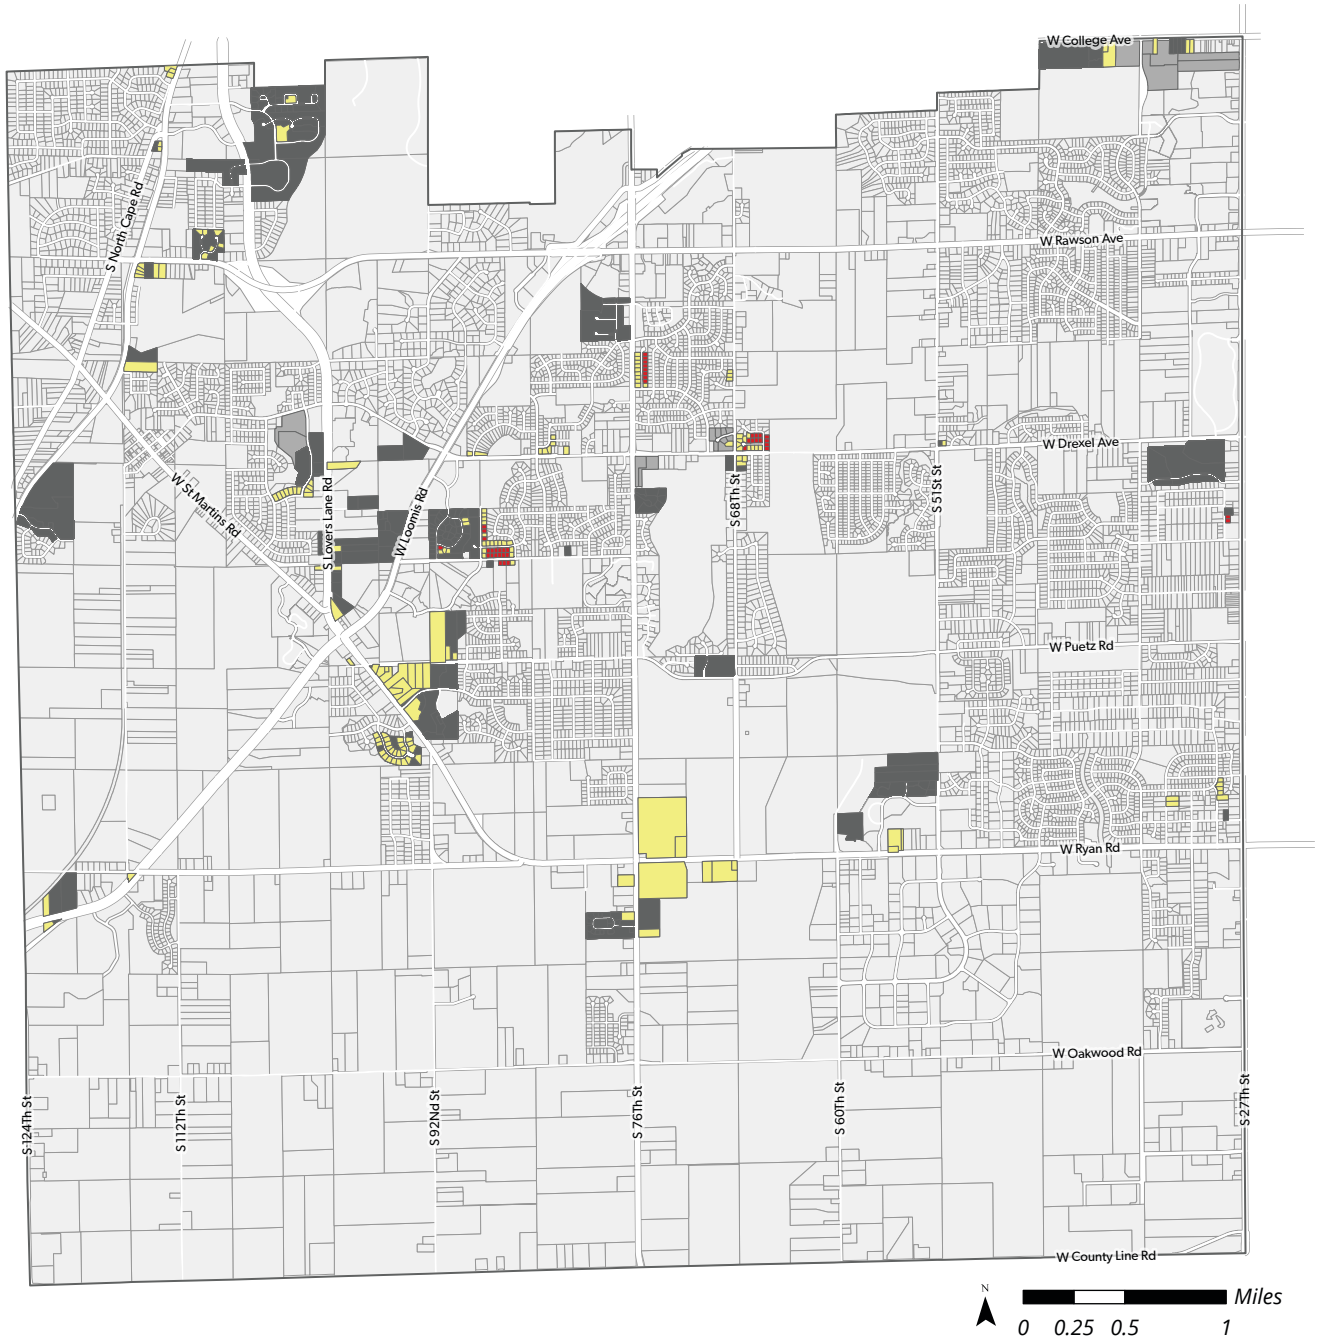 W College Ave
S North Cape Rd
W Rawson Ave
W Drexel Ave
W St Martins Rd
S Lovers Lane Rd
W Loomis Rd
S 68Th St
S 51St St
W Puetz Rd
W Ryan Rd
W Oakwood Rd
S 124Th St
S 112Th St
S 92Nd St
S 76Th St
S 60Th St
S 27Th St
W County Line Rd
N
Miles
0 0.25 0.5 1